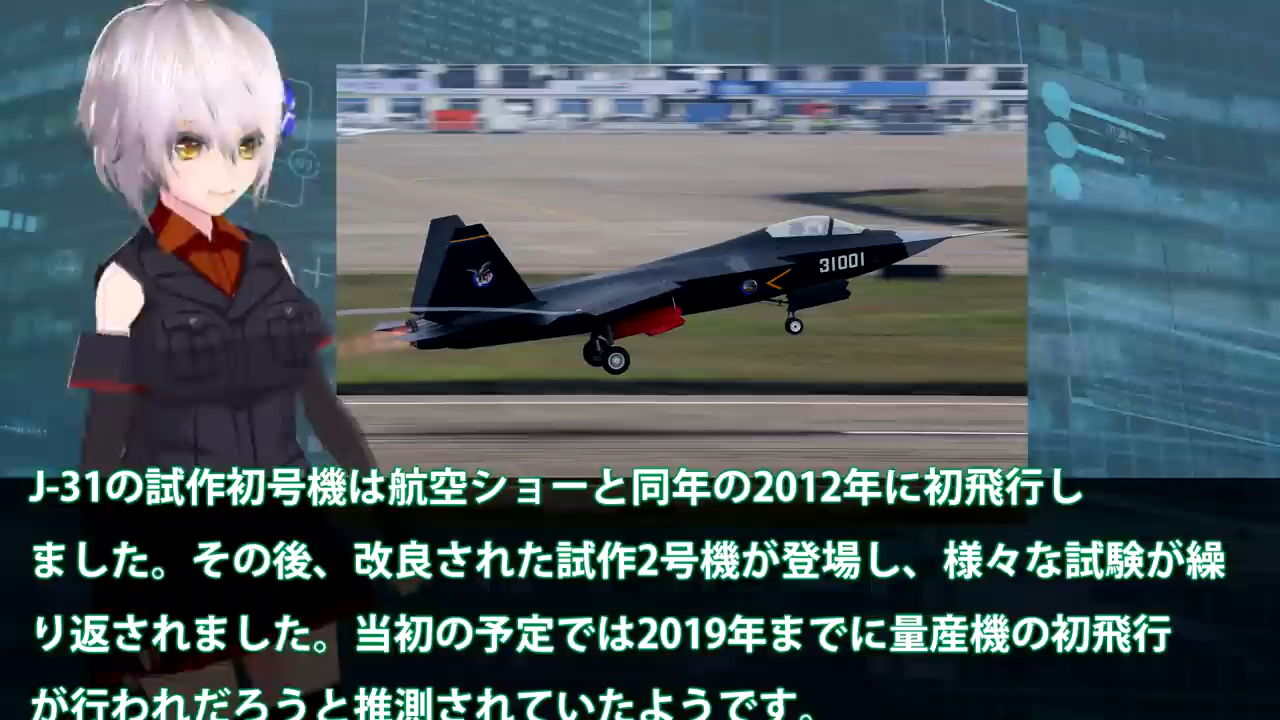 31001
J-31の試作初号機は航空ショーと同年の2012年に初飛行し
ました。その後、改良された試作2号機が登場し、様々な試験が繰
り返されました。当初の予定では2019年までに量産機の初飛行
が行われだろうと推測されていたようです。